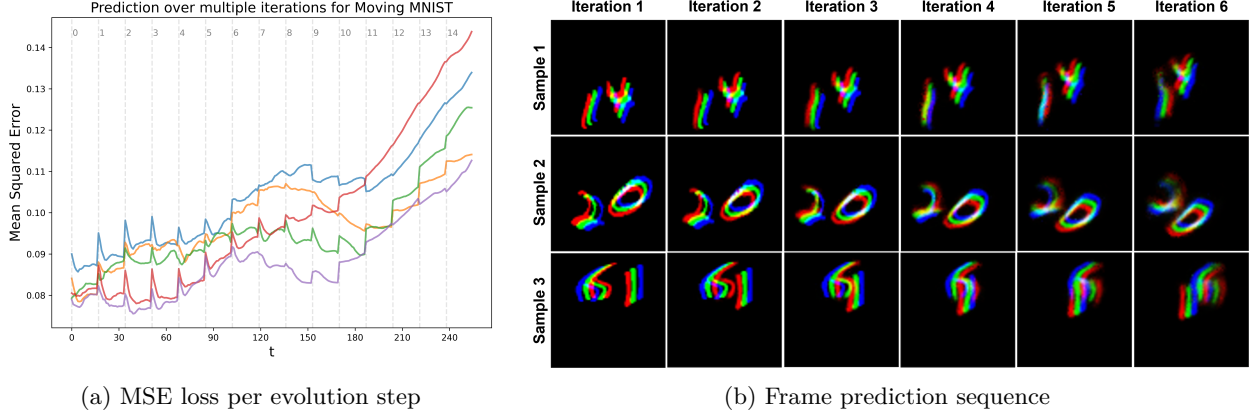 Prediction over multiple iterations for Moving MNIST
0 1 2 3 4 5 6 7 8 9 10 11 12 13 14
0.14
0.13
0.12
0.11
0.10
0.09
0.08
Mean Squared Error
0 30 60 90 120 150 180 210 240
t
(a) MSE loss per evolution step
Iteration 1 Iteration 2 Iteration 3 Iteration 4 Iteration 5 Iteration 6
Sample 1
Sample 2
Sample 3
(b) Frame prediction sequence